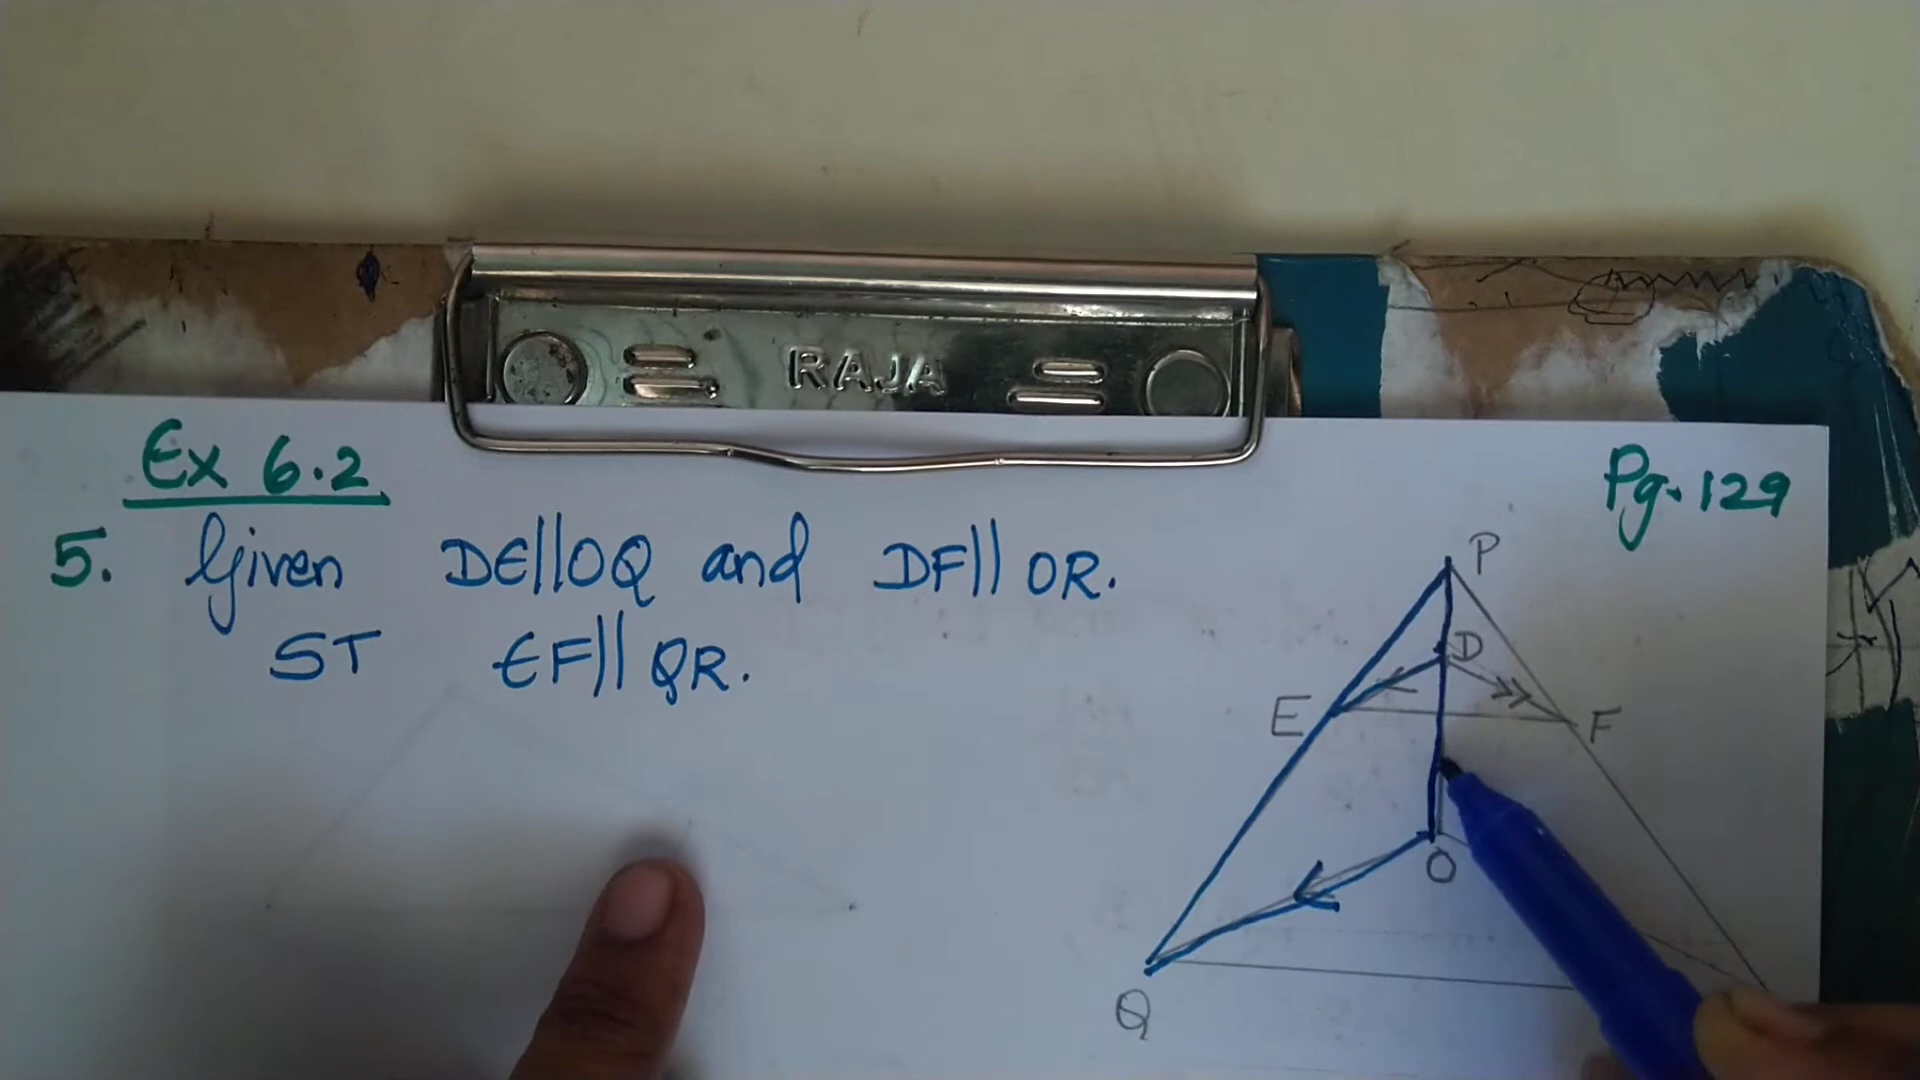 RAJA
Ex 6.2
Pg. 129
5. Given DE||OQ and DF|| OR.
ST EF|| QR.
P
D
E
F
O
Q